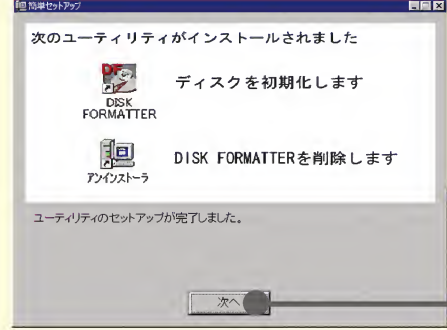 簡単セットアップ
次のユーティリティがインストールされました
DF
ディスクを初期化します
DISK
FORMATTER
DISK FORMATTERを削除します
アンインストーラ
ユーティリティのセットアップが完了しました。
次へ